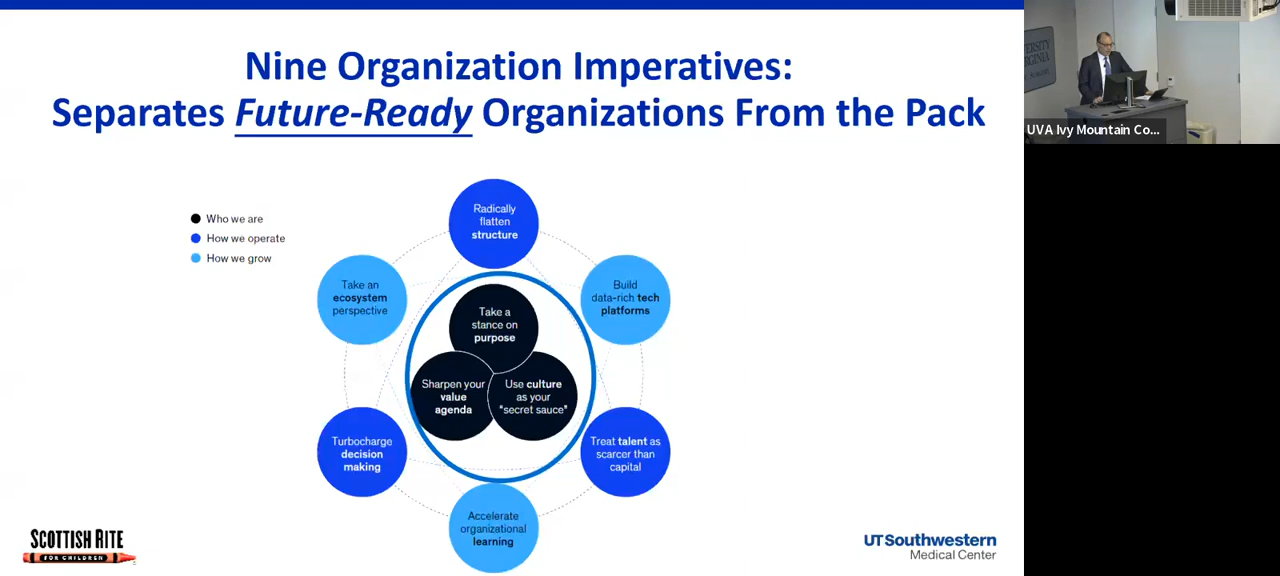 Nine Organization Imperatives:
Separates Future-Ready Organizations From the Pack
Who we are
How we operate
How we grow
Radically
flatten
structure
Take an
ecosystem
perspective
Build
data-rich tech
platforms
Take a
stance on
purpose
Sharpen your
value
agenda
Use culture
as your
"secret sauce"
Turbocharge
decision
making
Treat talent as
scarcer than
capital
Accelerate
organizational
learning
SCOTTISH RITE
FOR CHILDREN
UTSouthwestern
Medical Center
UVA Ivy Mountain Co...